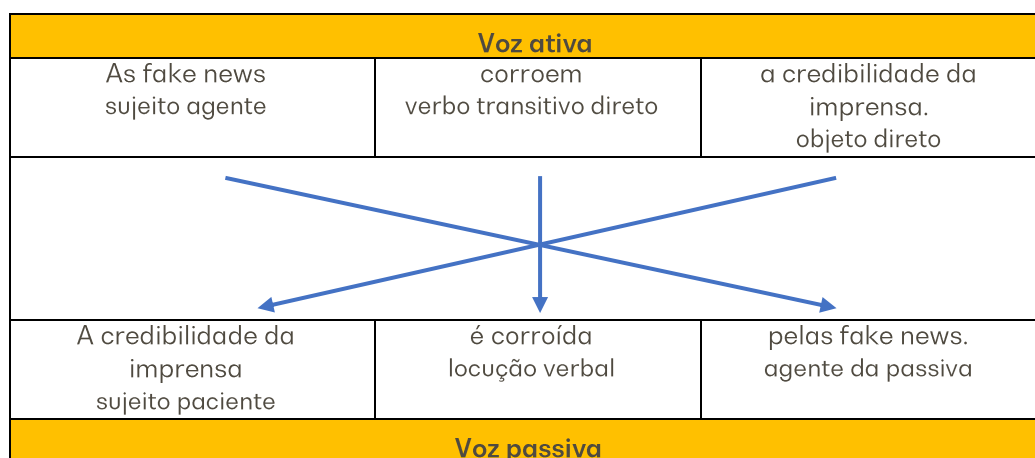 Voz ativa
As fake news
sujeito agente
corroem
verbo transitivo direto
a credibilidade da
imprensa.
objeto direto
A credibilidade da
imprensa
sujeito paciente
é corroída
locução verbal
pelas fake news.
agente da passiva
Voz passiva